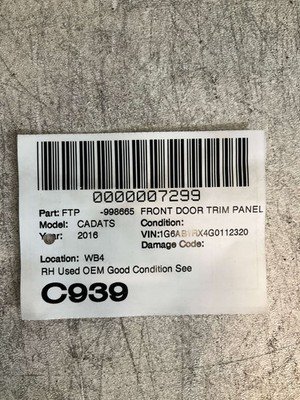 0000007299
Part: FTP -998665 FRONT DOOR TRIM PANEL
Model: CADATS Condition:
Year: 2016 VIN:1G6AB1RX4G0112320
Damage Code:
Location: WB4
RH Used OEM Good Condition See
C939